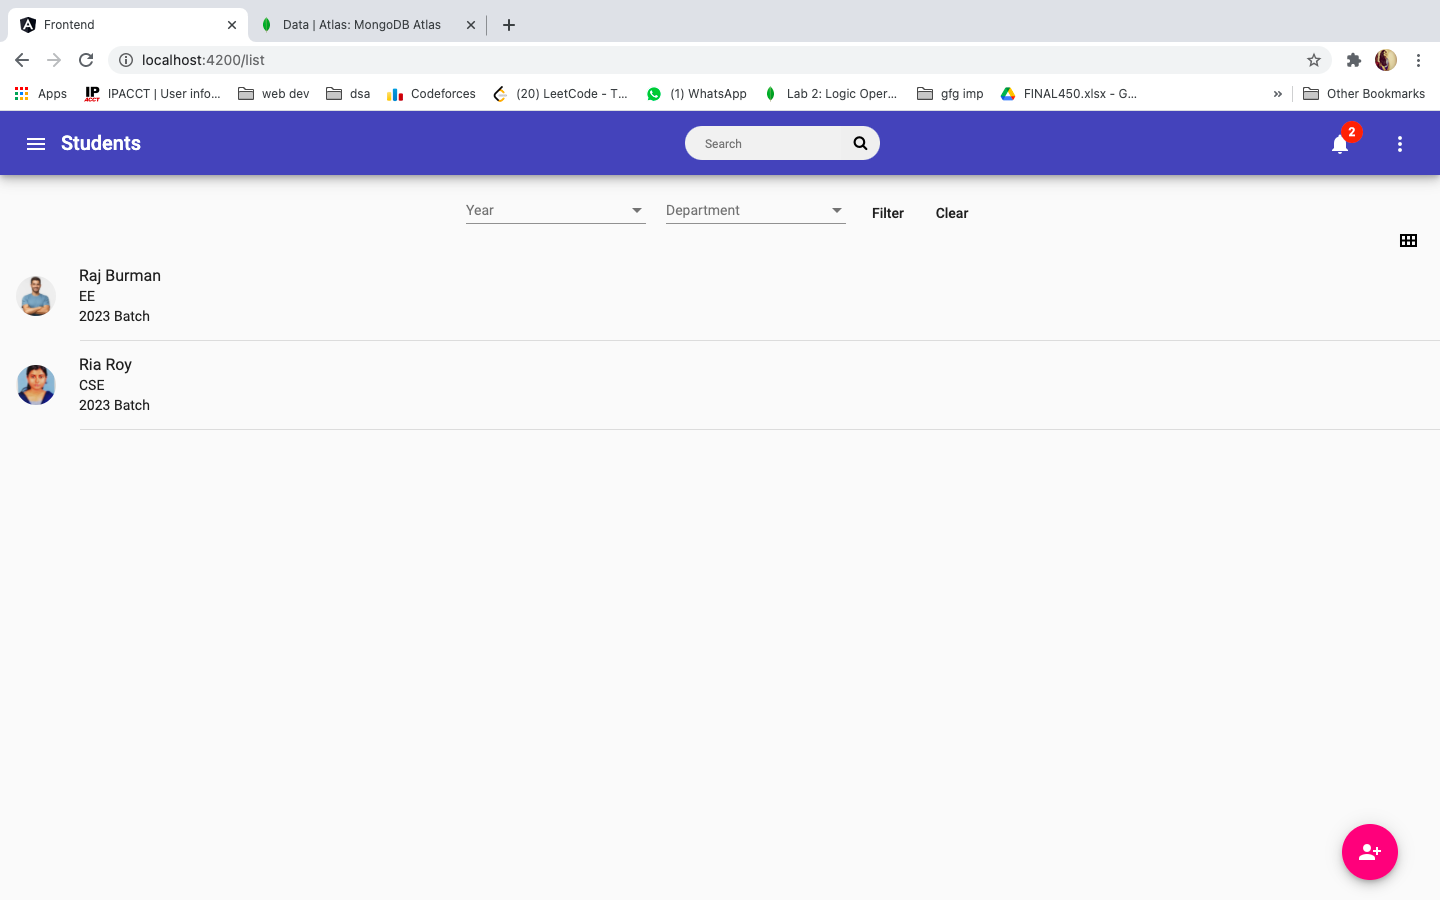 Frontend
Data | Atlas: MongoDB Atlas
localhost:4200/list
Apps
IPACCT | User info...
web dev
dsa
Codeforces
(20) LeetCode - T...
(1) WhatsApp
Lab 2: Logic Oper...
gfg imp
FINAL450.xlsx - G...
»
Other Bookmarks
Students
Search
2
Year
Department
Filter
Clear
Raj Burman
EE
2023 Batch
Ria Roy
CSE
2023 Batch